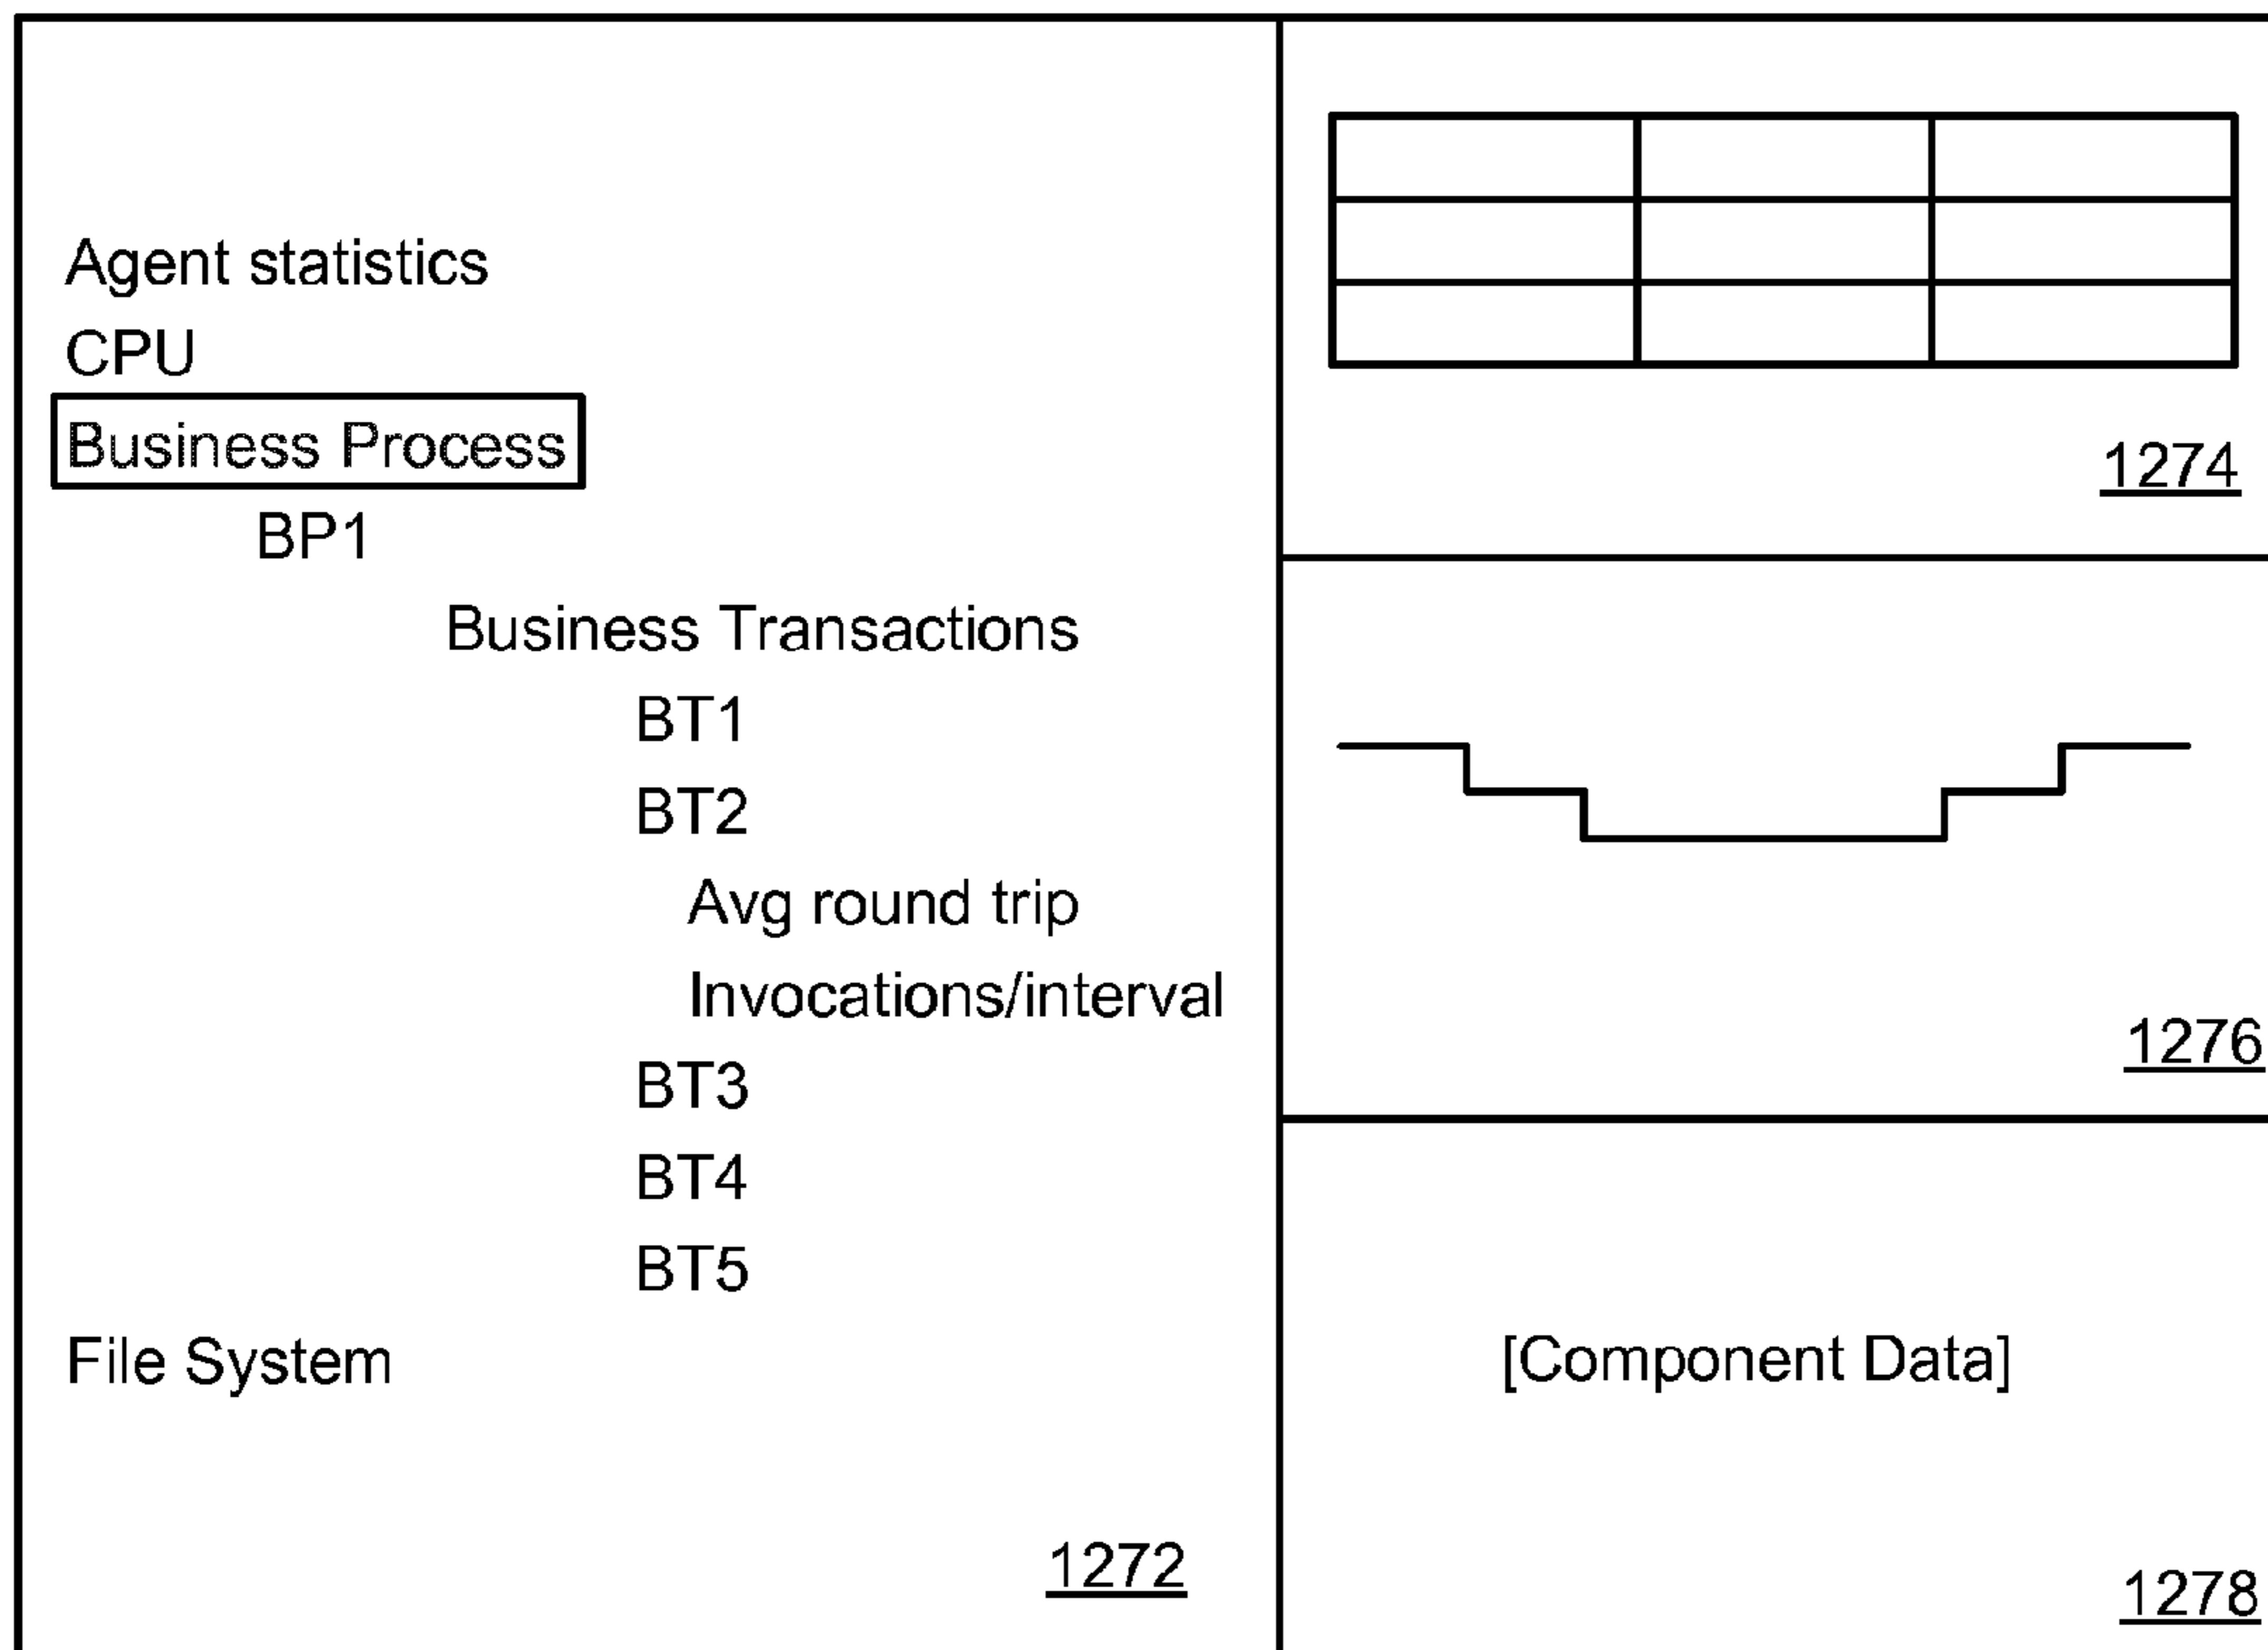 Agent statistics
CPU
Business Process
BP1
Business Transactions
BT1
BT2
Avg round trip
Invocations/interval
BT3
BT4
BT5
File System
1272
1274
1276
[Component Data]
1278